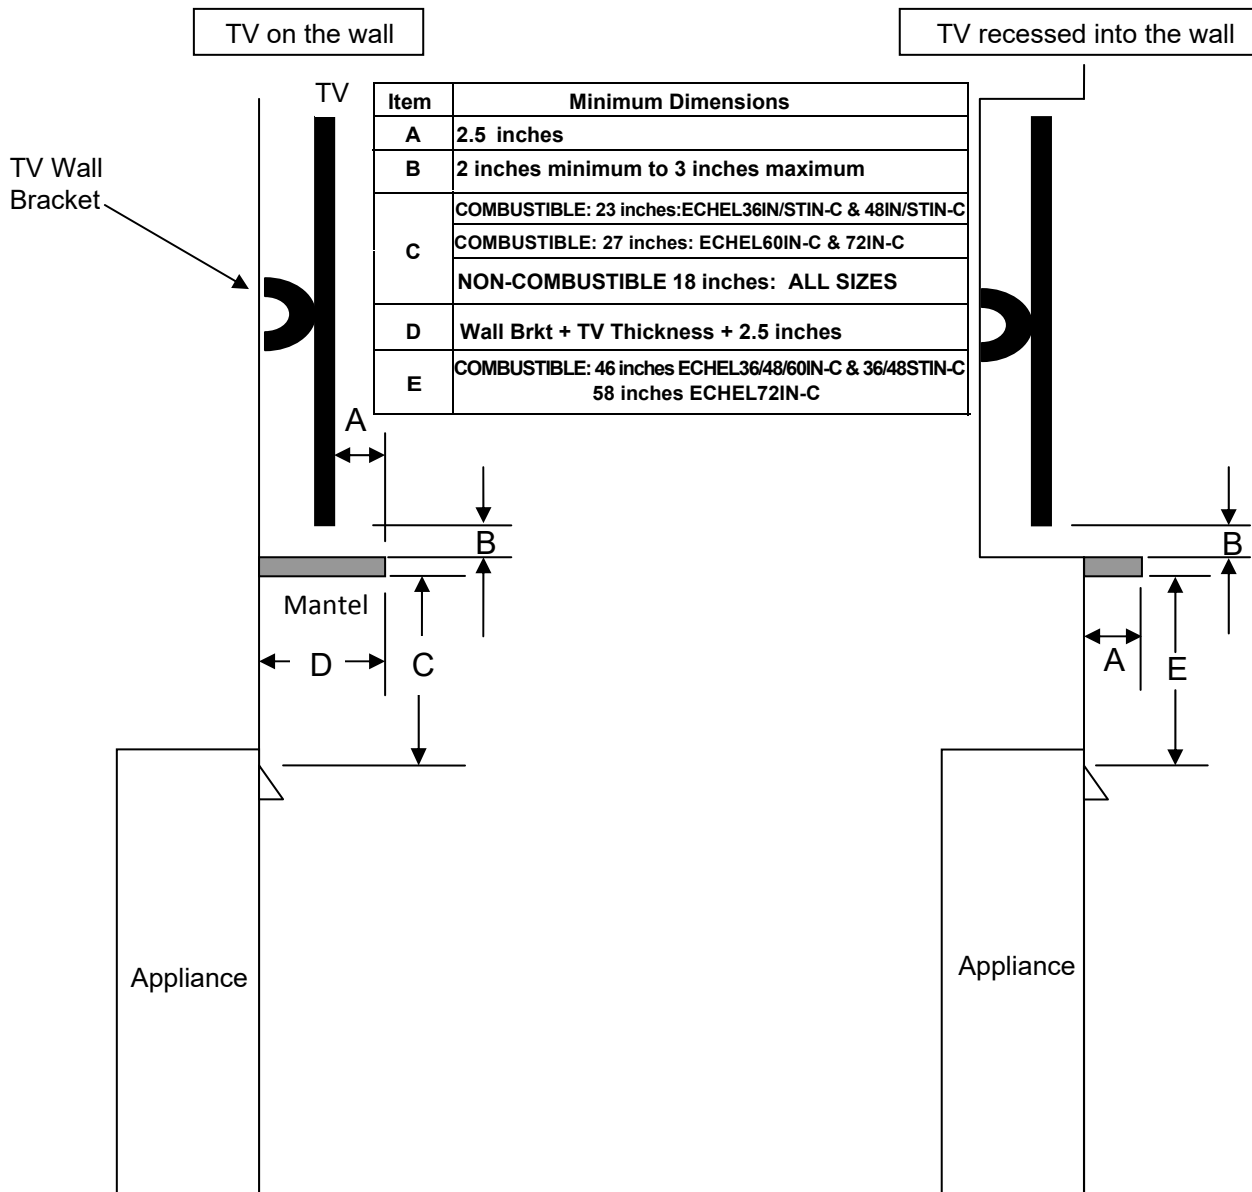 TV on the wall
TV recessed into the wall
TV
TV Wall
Bracket
Item Minimum Dimensions
A 2.5 inches
B 2 inches minimum to 3 inches maximum
C
COMBUSTIBLE: 23 inches:ECHEL36IN/STIN-C & 48IN/STIN-C
COMBUSTIBLE: 27 inches: ECHEL60IN-C & 72IN-C
NON-COMBUSTIBLE 18 inches: ALL SIZES
D Wall Brkt + TV Thickness + 2.5 inches
E
COMBUSTIBLE: 46 inches ECHEL36/48/60IN-C & 36/48STIN-C
58 inches ECHEL72IN-C
A
B
B
Mantel
D
C
A
E
Appliance
Appliance